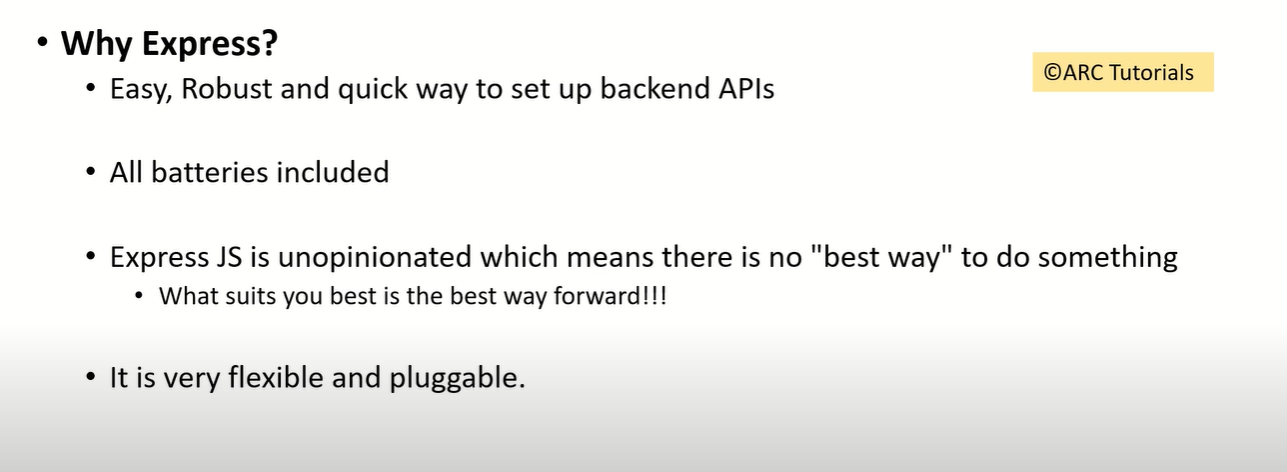 • Why Express?
©ARC Tutorials
• Easy, Robust and quick way to set up backend APIs
• All batteries included
• Express JS is unopinionated which means there is no "best way" to do something
• What suits you best is the best way forward!!!
• It is very flexible and pluggable.